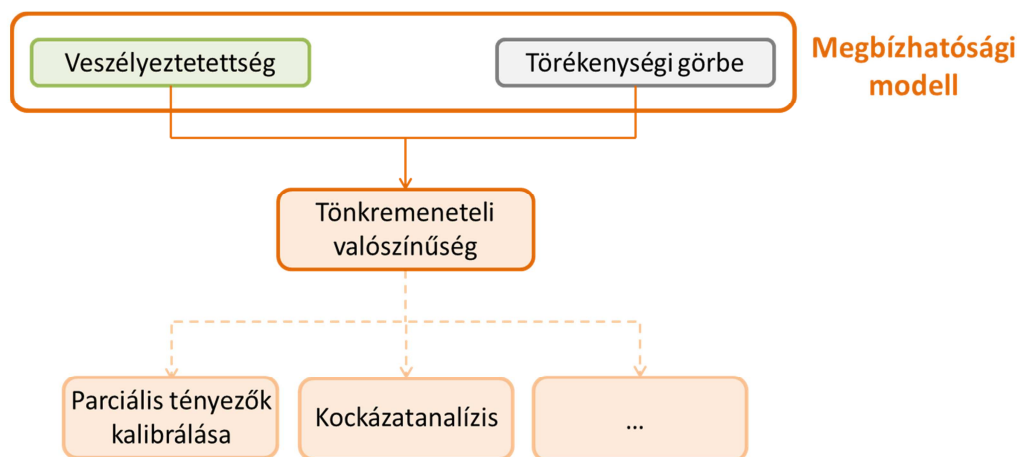 Veszélyeztetettség
Törékenységi görbe
Megbízhatósági
modell
Tönkremeneteli
valószínűség
Parciális tényezők
kalibrálása
Kockázatanalízis
...